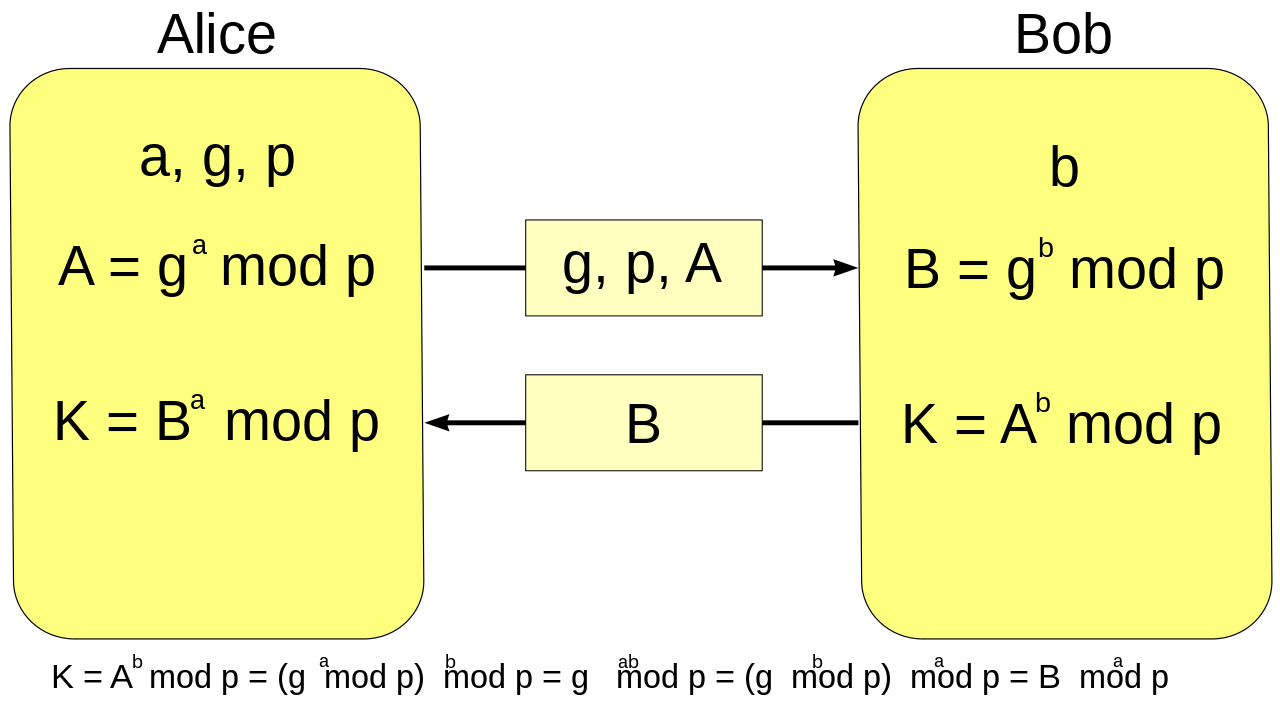 Alice
Bob
a, g, p
A = gᵃ mod p
K = Bᵃ mod p
g, p, A
B
b
B = gᵇ mod p
K = Aᵇ mod p
K = Aᵇ mod p = (gᵃ mod p)ᵇ mod p = gᵃᵇ mod p = (gᵇ mod p)ᵃ mod p = Bᵃ mod p